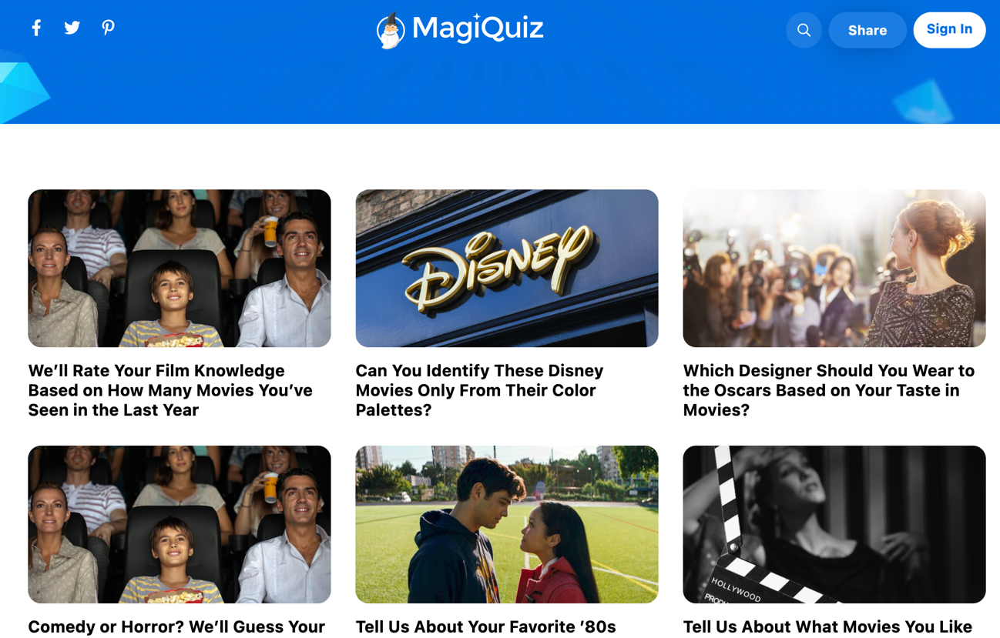 MagiQuiz
Share
Sign In
DISNEY
We’ll Rate Your Film Knowledge
Based on How Many Movies You’ve
Seen in the Last Year
Can You Identify These Disney
Movies Only From Their Color
Palettes?
Which Designer Should You Wear to
the Oscars Based on Your Taste in
Movies?
HOLLYWOOD
Comedy or Horror? We’ll Guess Your
Tell Us About Your Favorite ’80s
Tell Us About What Movies You Like